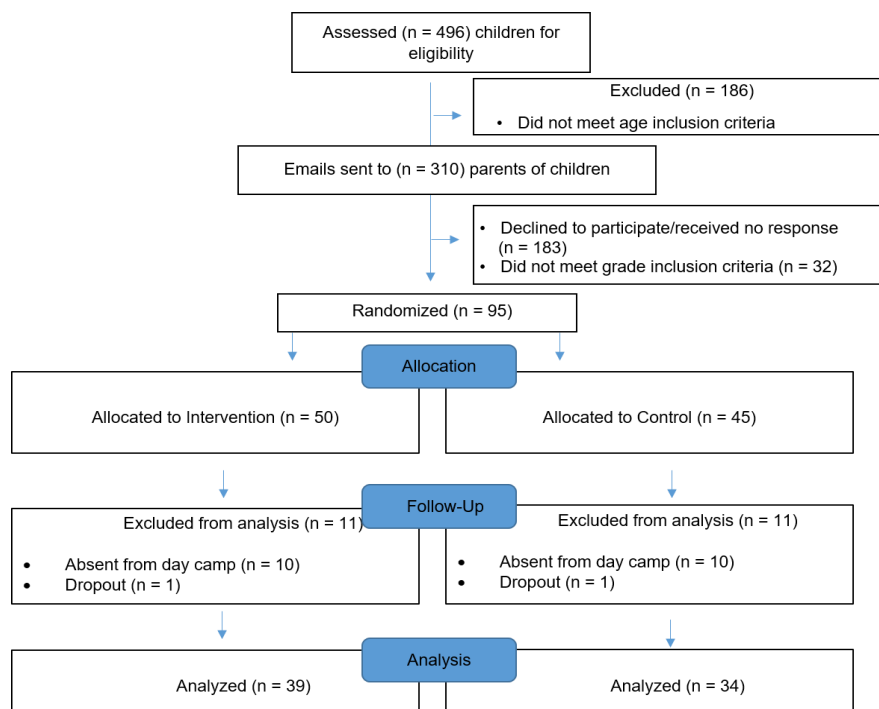 Assessed (n = 496) children for
eligibility
Excluded (n = 186)
• Did not meet age inclusion criteria
Emails sent to (n = 310) parents of children
• Declined to participate/received no response
(n = 183)
• Did not meet grade inclusion criteria (n = 32)
Randomized (n = 95)
Allocation
Allocated to Intervention (n = 50)
Allocated to Control (n = 45)
Follow-Up
Excluded from analysis (n = 11)
• Absent from day camp (n = 10)
• Dropout (n = 1)
Excluded from analysis (n = 11)
• Absent from day camp (n = 10)
• Dropout (n = 1)
Analysis
Analyzed (n = 39)
Analyzed (n = 34)